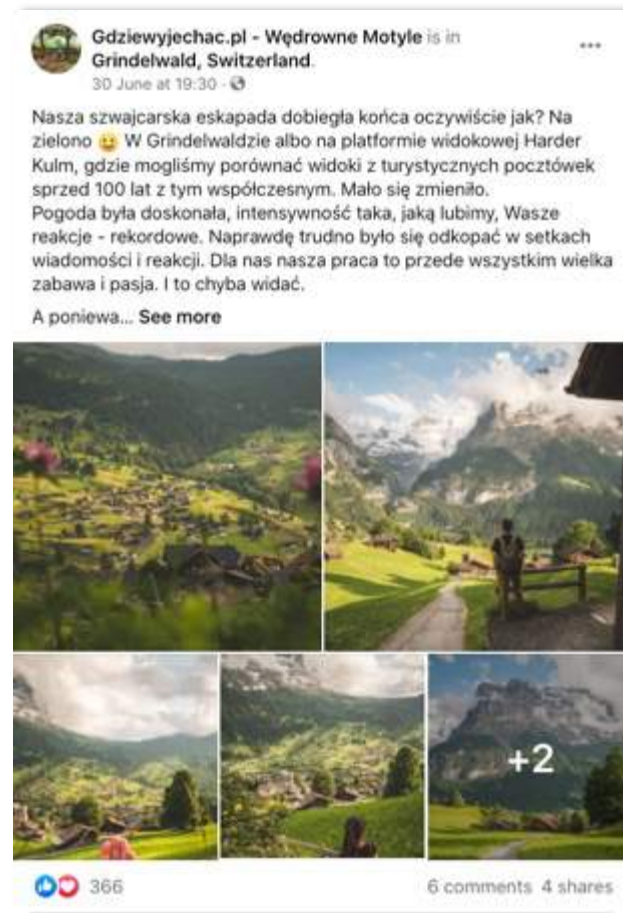 Gdziewyjechac.pl - Wędrowne Motyle is in
Grindelwald, Switzerland.
30 June at 19:30 ·
Nasza szwajcarska eskapada dobiegła końca oczywiście jak? Na
zielono 😀 W Grindelwaldzie albo na platformie widokowej Harder
Kulm, gdzie mogliśmy porównać widoki z turystycznych pocztówek
sprzed 100 lat z tym współczesnym. Mało się zmieniło.
Pogoda była doskonała, intensywność taka, jaką lubimy, Wasze
reakcje - rekordowe. Naprawdę trudno było się odkopać w setkach
wiadomości i reakcji. Dla nas nasza praca to przede wszystkim wielka
zabawa i pasja. I to chyba widać.
A poniewa... See more
+2
366
6 comments 4 shares